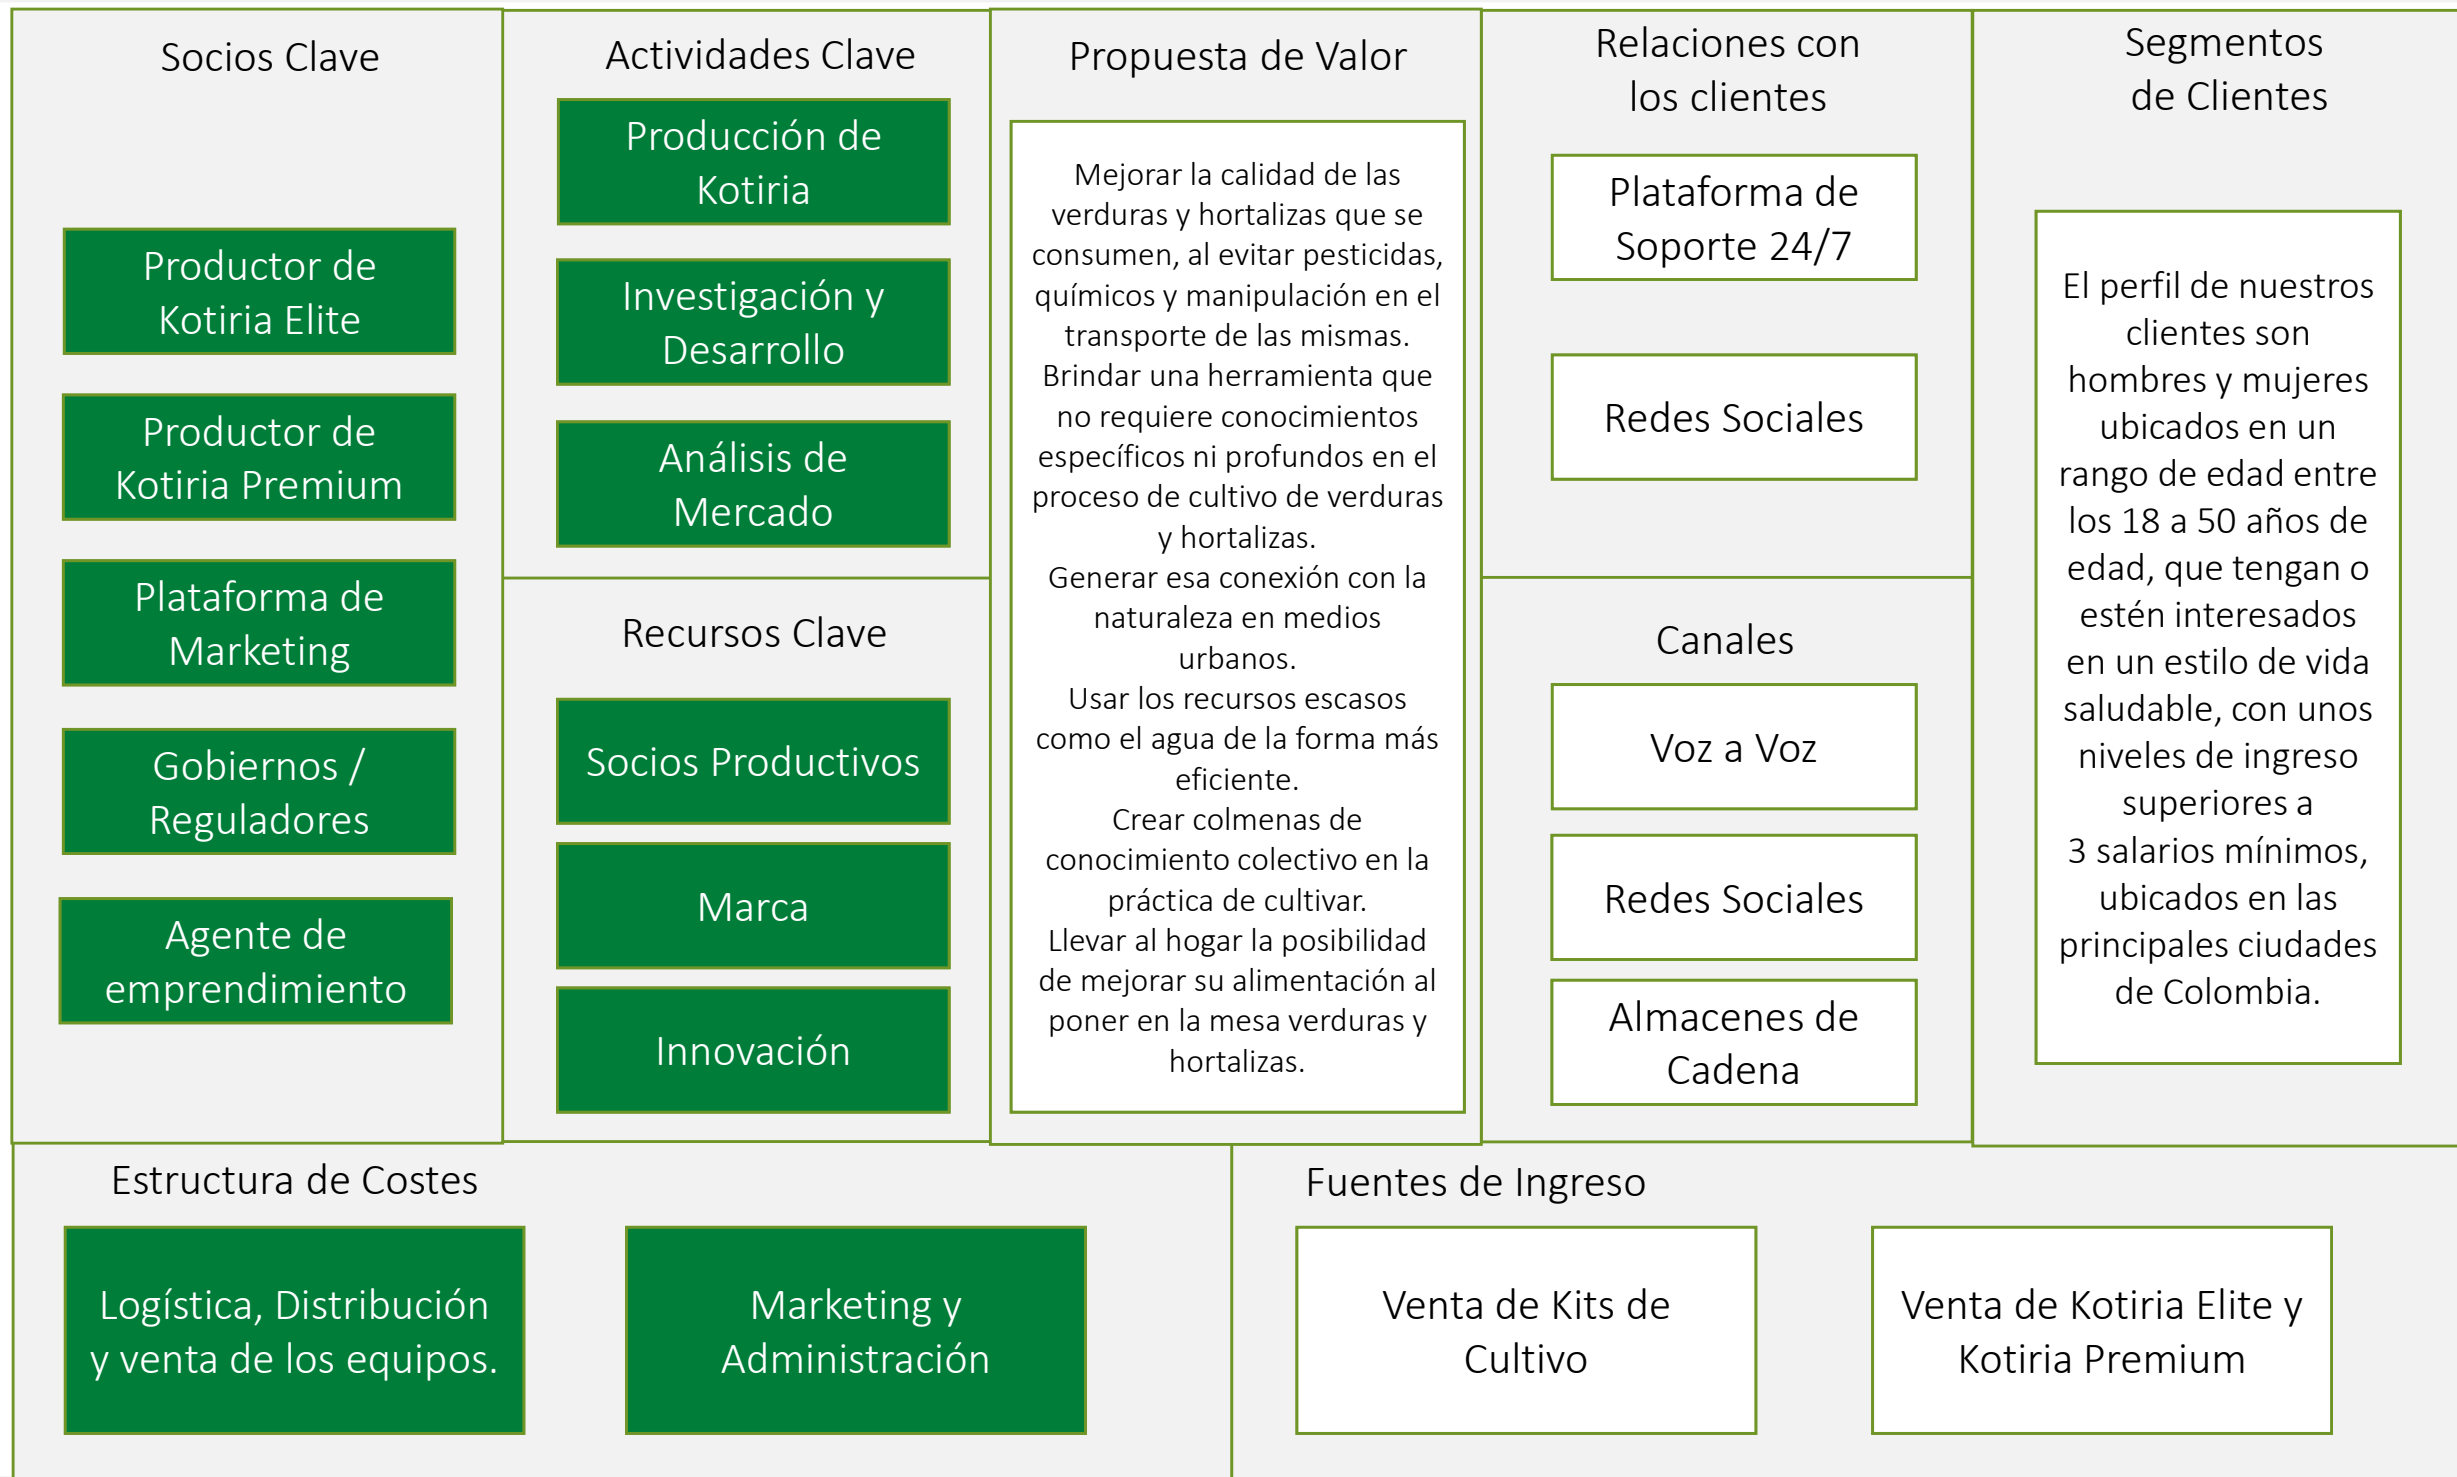 Socios Clave
Productor de
Kotiria Elite
Productor de
Kotiria Premium
Plataforma de
Marketing
Gobiernos /
Reguladores
Agente de
emprendimiento
Actividades Clave
Producción de
Kotiria
Investigación y
Desarrollo
Análisis de
Mercado
Recursos Clave
Socios Productivos
Marca
Innovación
Propuesta de Valor
Mejorar la calidad de las
verduras y hortalizas que se
consumen, al evitar pesticidas,
químicos y manipulación en el
transporte de las mismas.
Brindar una herramienta que
no requiere conocimientos
específicos ni profundos en el
proceso de cultivo de verduras
y hortalizas.
Generar esa conexión con la
naturaleza en medios
urbanos.
Usar los recursos escasos
como el agua de la forma más
eficiente.
Crear colmenas de
conocimiento colectivo en la
práctica de cultivar.
Llevar al hogar la posibilidad
de mejorar su alimentación al
poner en la mesa verduras y
hortalizas.
Relaciones con
los clientes
Plataforma de
Soporte 24/7
Redes Sociales
Canales
Voz a Voz
Redes Sociales
Almacenes de
Cadena
Segmentos
de Clientes
El perfil de nuestros
clientes son
hombres y mujeres
ubicados en un
rango de edad entre
los 18 a 50 años de
edad, que tengan o
estén interesados
en un estilo de vida
saludable, con unos
niveles de ingreso
superiores a
3 salarios mínimos,
ubicados en las
principales ciudades
de Colombia.
Estructura de Costes
Logística, Distribución
y venta de los equipos.
Marketing y
Administración
Fuentes de Ingreso
Venta de Kits de
Cultivo
Venta de Kotiria Elite y
Kotiria Premium